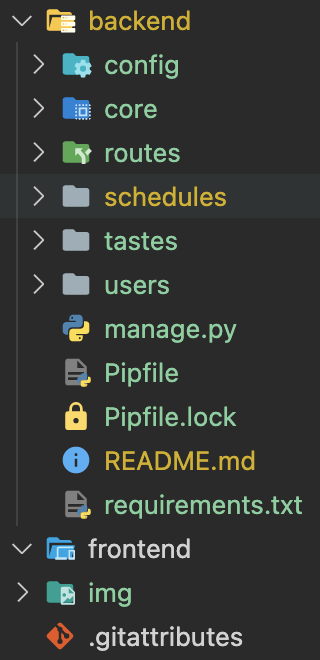 backend
config
core
routes
schedules
tastes
users
manage.py
Pipfile
Pipfile.lock
README.md
requirements.txt
frontend
img
.gitattributes